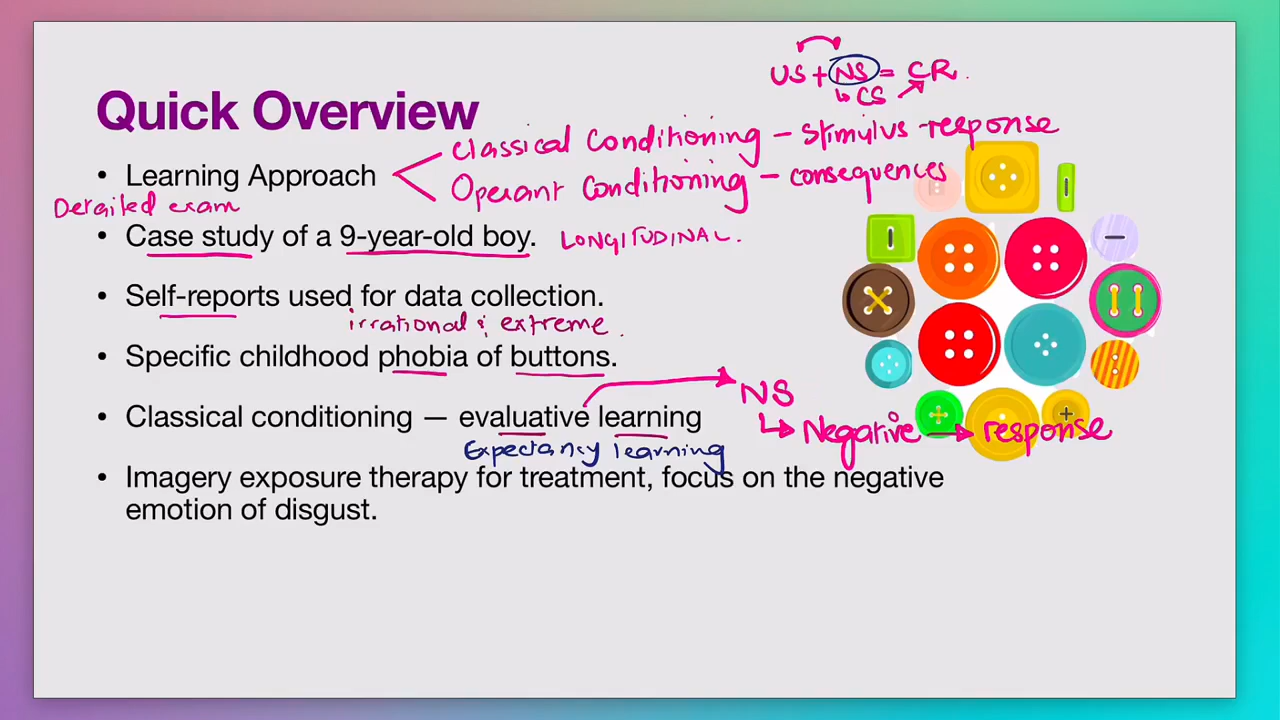 US + NS = CR.
↳ CS
Quick Overview
Classical Conditioning – Stimulus-response
• Learning Approach
Operant Conditioning – consequences
Detailed exam
• Case study of a 9-year-old boy. LONGITUDINAL.
• Self-reports used for data collection.
irrational & extreme.
• Specific childhood phobia of buttons.
NS
• Classical conditioning — evaluative learning
↳ Negative → response
Expectancy learning
• Imagery exposure therapy for treatment, focus on the negative
emotion of disgust.